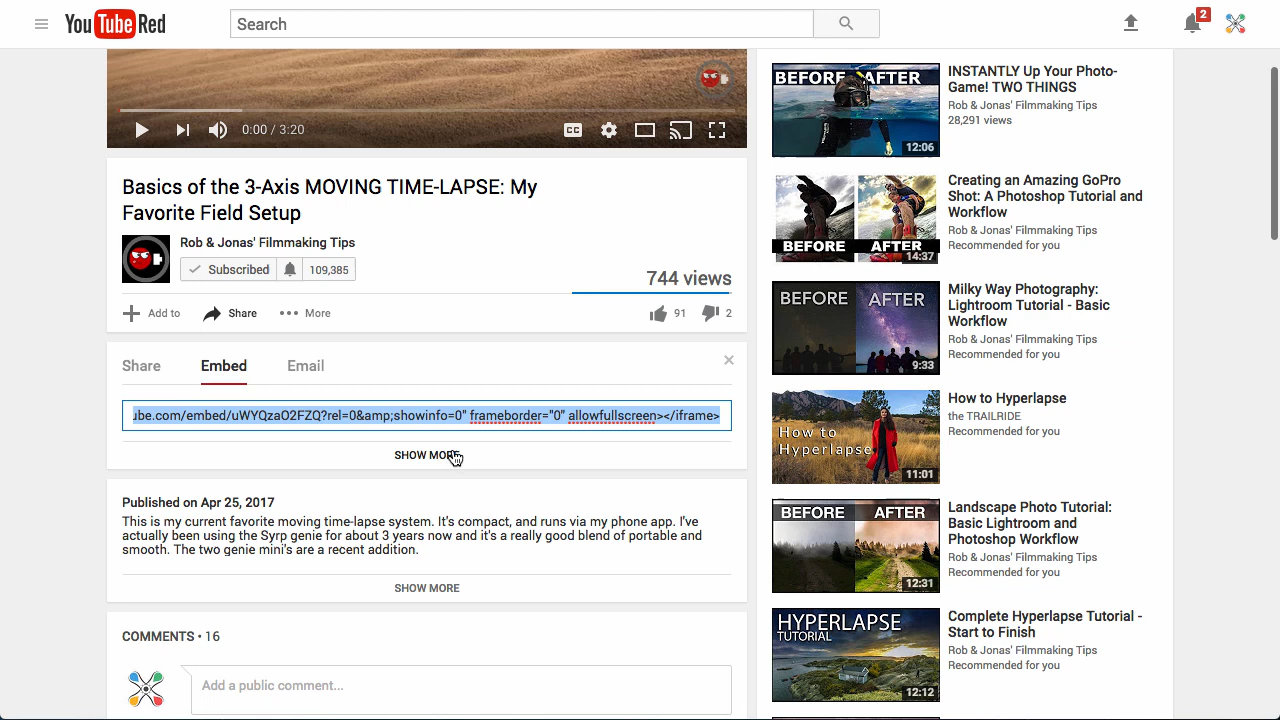 YouTube Red
Search
2
0:00 / 3:20
CC
Basics of the 3-Axis MOVING TIME-LAPSE: My
Favorite Field Setup
Rob & Jonas' Filmmaking Tips
Subscribed
109,385
744 views
Add to
Share
More
91
2
Share
Embed
Email
ube.com/embed/uWYQzaO2FZQ?rel=0&amp;showinfo=0" frameborder="0" allowfullscreen></iframe>
SHOW MORE
Published on Apr 25, 2017
This is my current favorite moving time-lapse system. It's compact, and runs via my phone app. I've
actually been using the Syrp genie for about 3 years now and it's a really good blend of portable and
smooth. The two genie mini's are a recent addition.
SHOW MORE
COMMENTS • 16
Add a public comment...
BEFORE AFTER
12:06
INSTANTLY Up Your Photo-
Game! TWO THINGS
Rob & Jonas' Filmmaking Tips
28,291 views
BEFORE AFTER
14:37
Creating an Amazing GoPro
Shot: A Photoshop Tutorial and
Workflow
Rob & Jonas' Filmmaking Tips
Recommended for you
BEFORE AFTER
9:33
Milky Way Photography:
Lightroom Tutorial - Basic
Workflow
Rob & Jonas' Filmmaking Tips
Recommended for you
How to
Hyperlapse
11:01
How to Hyperlapse
the TRAILRIDE
Recommended for you
BEFORE AFTER
12:31
Landscape Photo Tutorial:
Basic Lightroom and
Photoshop Workflow
Rob & Jonas' Filmmaking Tips
Recommended for you
HYPERLAPSE
TUTORIAL
12:12
Complete Hyperlapse Tutorial -
Start to Finish
Rob & Jonas' Filmmaking Tips
Recommended for you